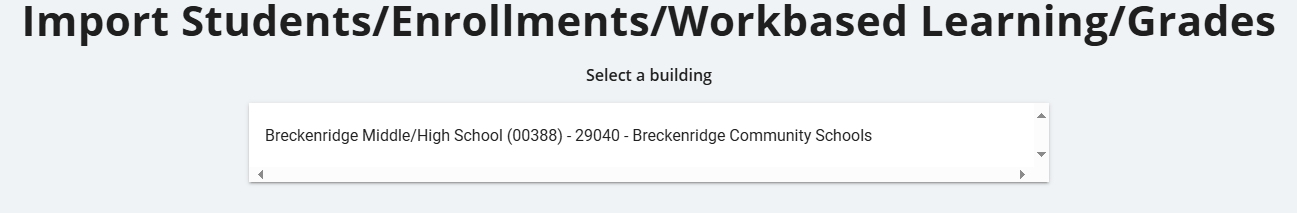 Import Students/Enrollments/Workbased Learning/Grades
Select a building
Breckenridge Middle/High School (00388) - 29040 - Breckenridge Community Schools